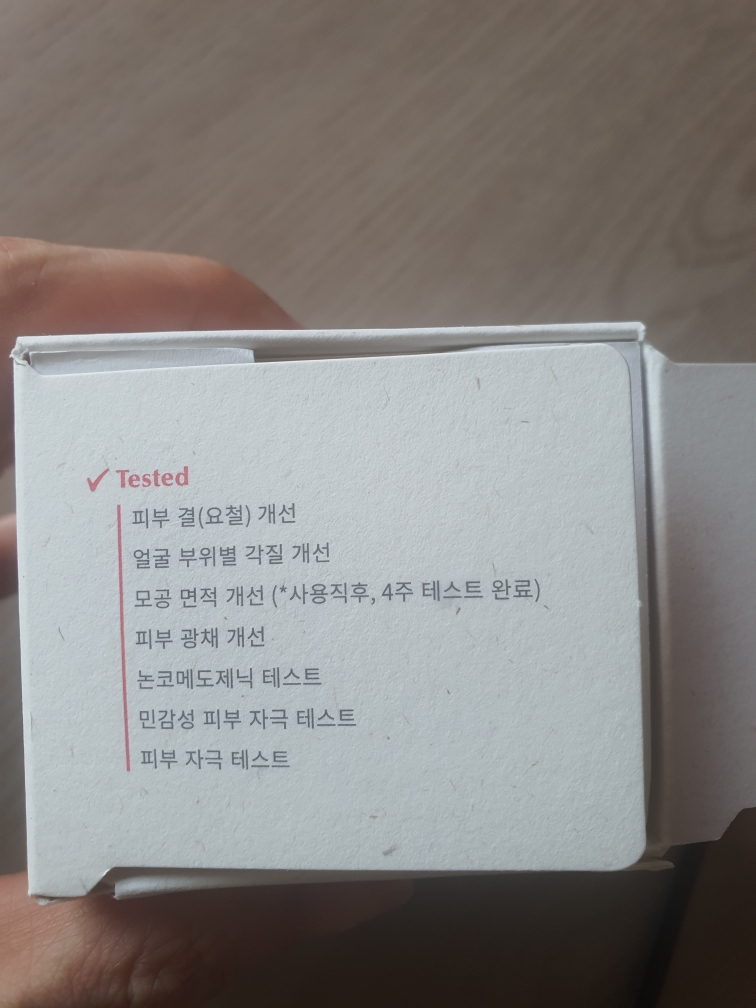 ✓ Tested
피부 결(요철) 개선
얼굴 부위별 각질 개선
모공 면적 개선 (*사용직후, 4주 테스트 완료)
피부 광채 개선
논코메도제닉 테스트
민감성 피부 자극 테스트
피부 자극 테스트